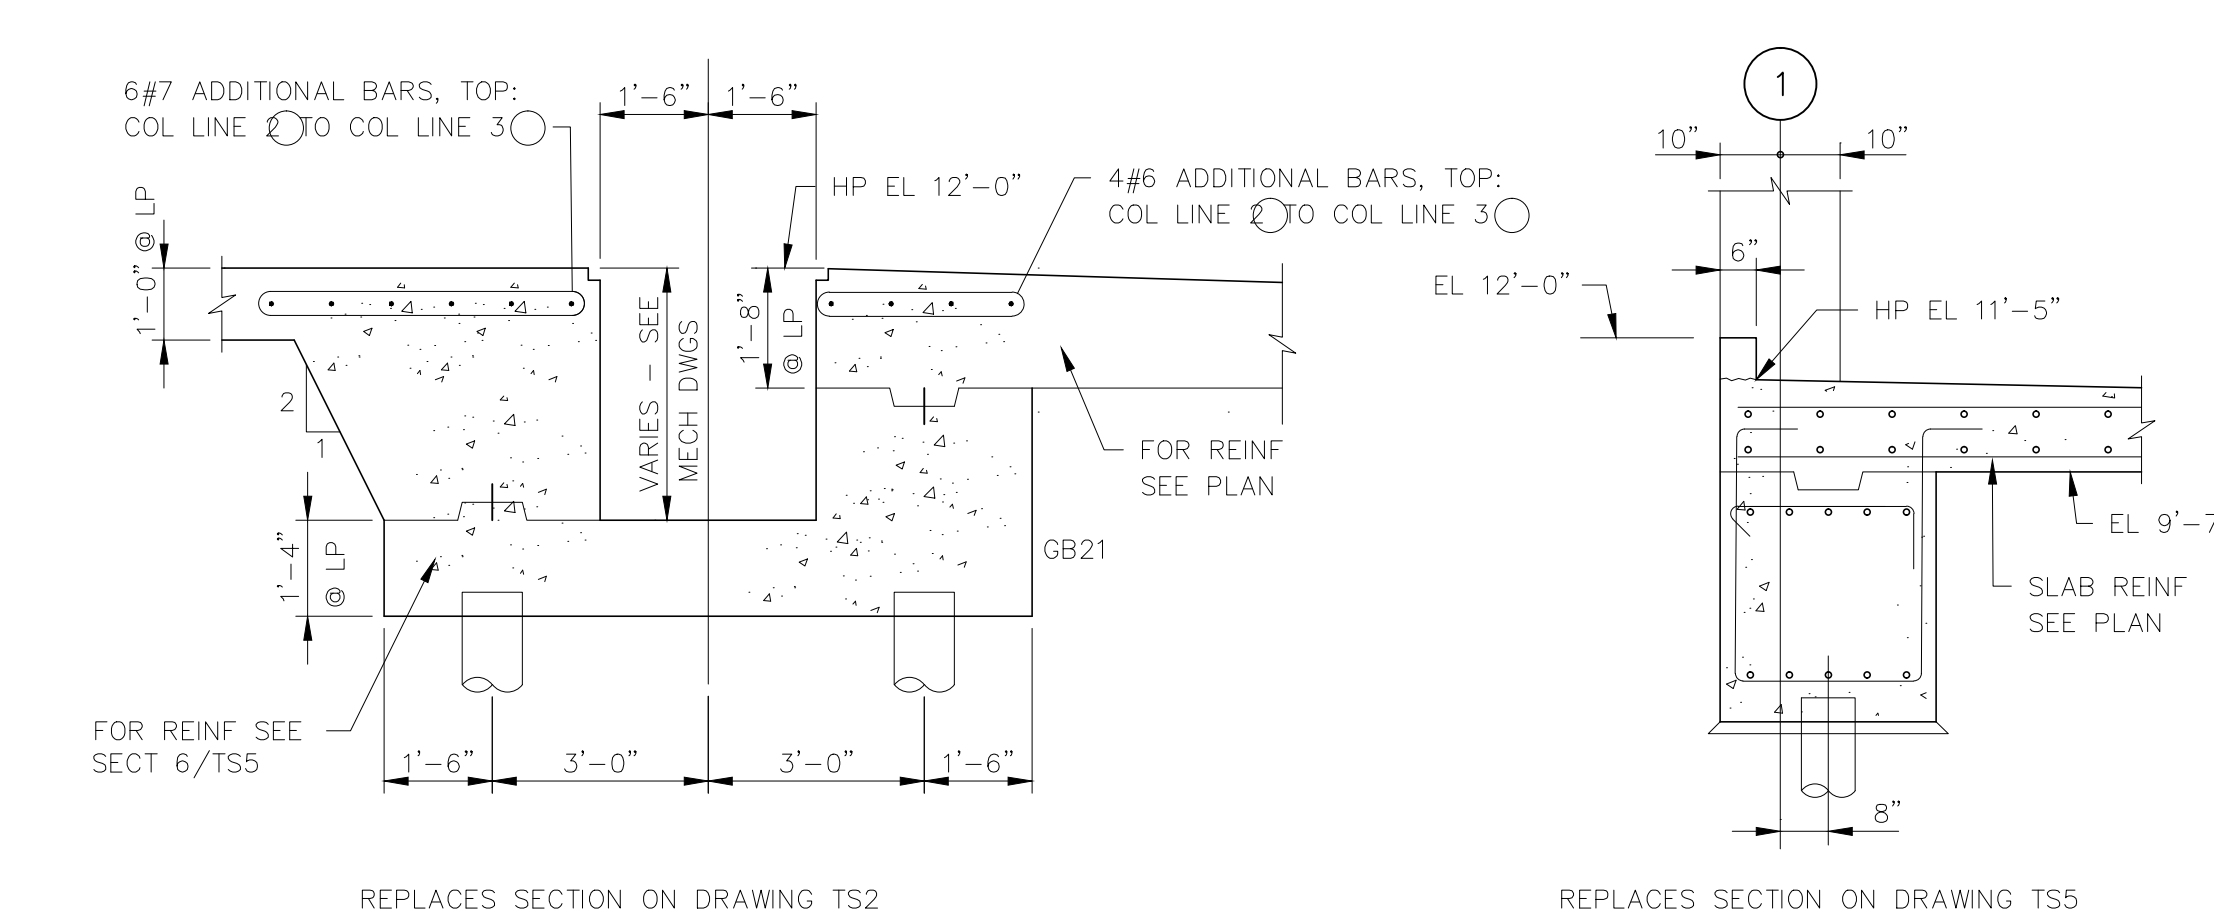 6#7 ADDITIONAL BARS, TOP:
COL LINE 2 TO COL LINE 3
1'-6"
1'-6"
HP EL 12'-0"
4#6 ADDITIONAL BARS, TOP:
COL LINE 2 TO COL LINE 3
1'-0" @ LP
VARIES - SEE
MECH DWGS
1'-8"
@ LP
2
1
FOR REINF
SEE PLAN
1'-4"
@ LP
GB21
FOR REINF SEE
SECT 6/TS5
1'-6"
3'-0"
3'-0"
1'-6"
REPLACES SECTION ON DRAWING TS2
1
10"
10"
6"
EL 12'-0"
HP EL 11'-5"
EL 9'-7
SLAB REINF
SEE PLAN
8"
REPLACES SECTION ON DRAWING TS5